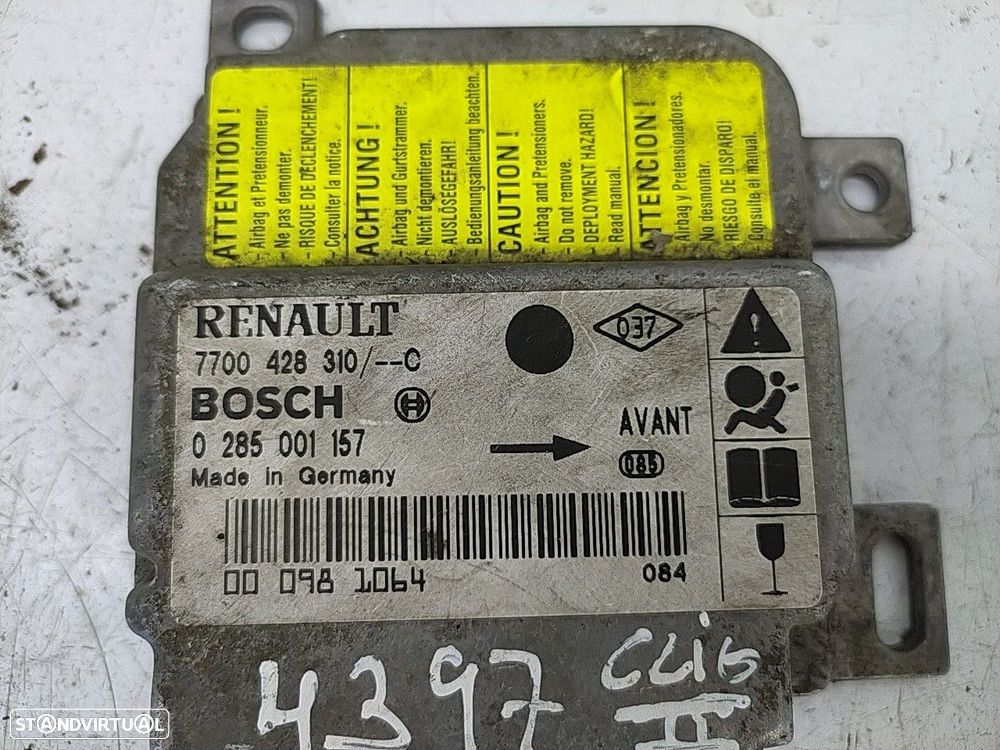 ATTENTION !
- Airbag et Pretensionneur.
- Ne pas demonter.
- RISQUE DE DÉCLENCHEMENT!
- Consulter la notice.
ACHTUNG !
- Airbag und Gurtstrammer.
- Nicht demontieren.
- AUSLÖSEGEFAHR!
- Bedienungsanleitung beachten.
CAUTION !
- Airbag and Pretensioners.
- Do not remove.
- DEPLOYMENT HAZARD!
- Read manual.
ATTENCION !
- Airbag y Pretensionadores.
- No desmontar.
RIESGO DE DISPARO!
consulte el manual.
RENAULT
037
7700 428 310/--C
BOSCH
AVANT
0 285 001 157
085
Made in Germany
00 098 1064
084
4397
CLIO
II
STANDVIRTUAL